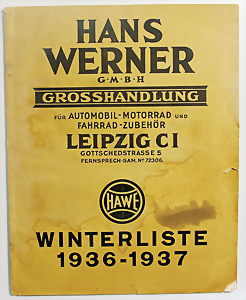 HANS
WERNER
G·M·B·H
GROSSHANDLUNG
FÜR AUTOMOBIL-MOTORRAD UND
FAHRRAD-ZUBEHÖR
LEIPZIG C I
GOTTSCHEDSTRASSE 5
FERNSPRECH-SAM. Nº 72306.
HAWE
WINTERLISTE
1936-1937